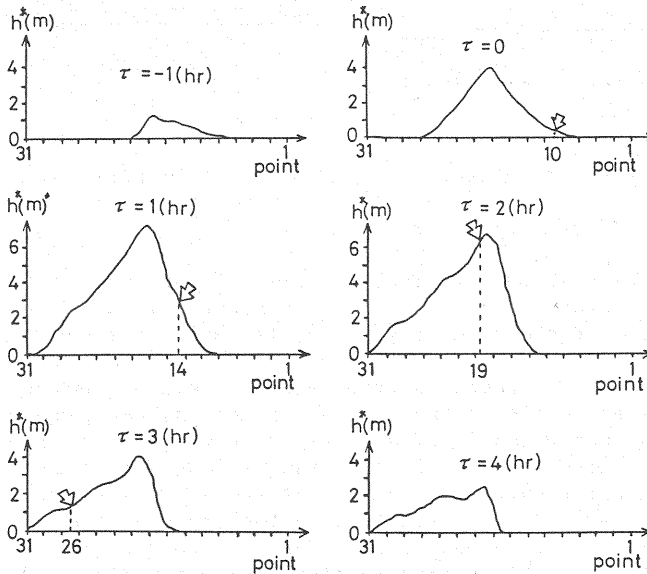 h*(m)
τ = -1 (hr)
4
2
0
31
1
point
h*(m)
τ = 0
4
2
0
31
10
1
point
h*(m)
τ = 1 (hr)
6
4
2
0
31
14
1
point
h*(m)
τ = 2 (hr)
6
4
2
0
31
19
1
point
h*(m)
τ = 3 (hr)
4
2
0
31
26
1
point
h*(m)
τ = 4 (hr)
4
2
0
31
1
point